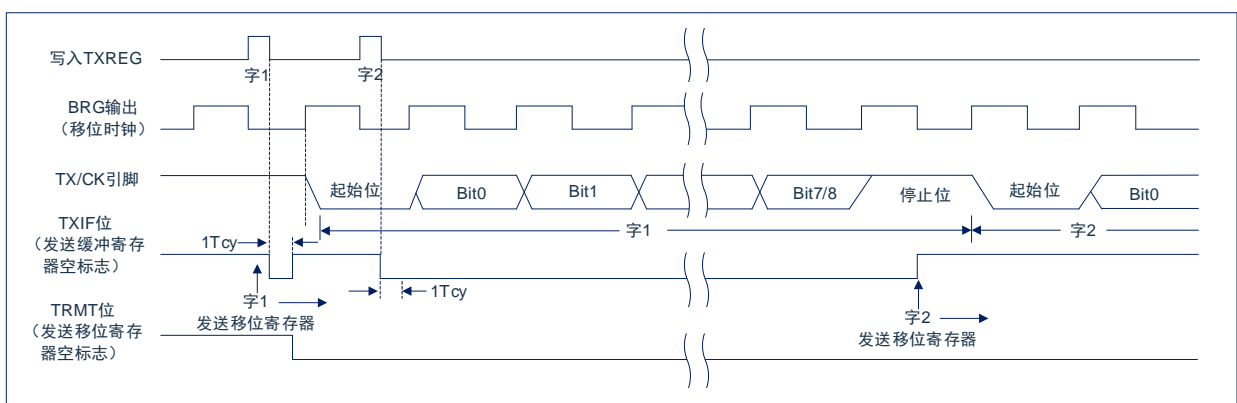 写入TXREG
字1
字2
BRG输出
（移位时钟）
TX/CK引脚
起始位
Bit0
Bit1
Bit7/8
停止位
起始位
Bit0
TXIF位
（发送缓冲寄存
器空标志）
1Tcy
字1
字2
1Tcy
字1
发送移位寄存器
字2
发送移位寄存器
TRMT位
（发送移位寄存
器空标志）